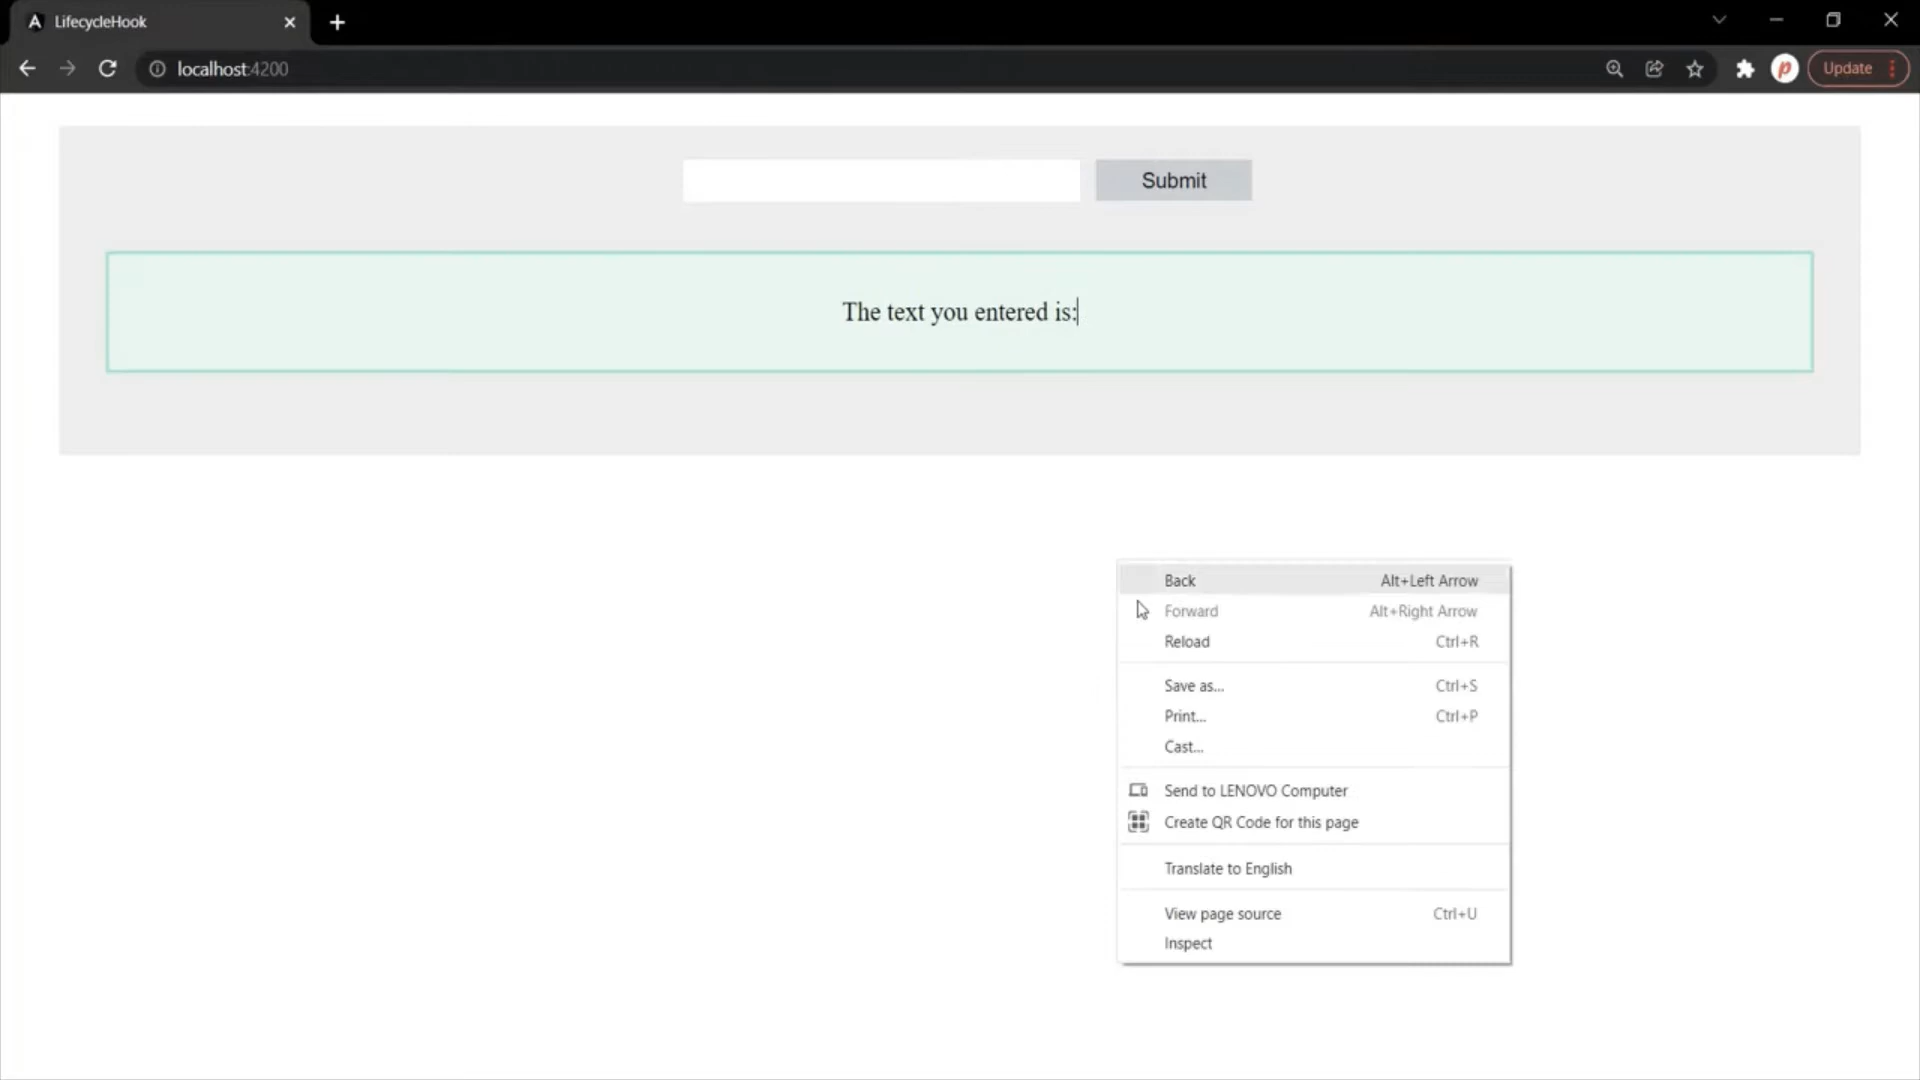 LifecycleHook
localhost:4200
Update
Submit
The text you entered is:
Back Alt+Left Arrow
Forward Alt+Right Arrow
Reload Ctrl+R
Save as... Ctrl+S
Print... Ctrl+P
Cast...
Send to LENOVO Computer
Create QR Code for this page
Translate to English
View page source Ctrl+U
Inspect